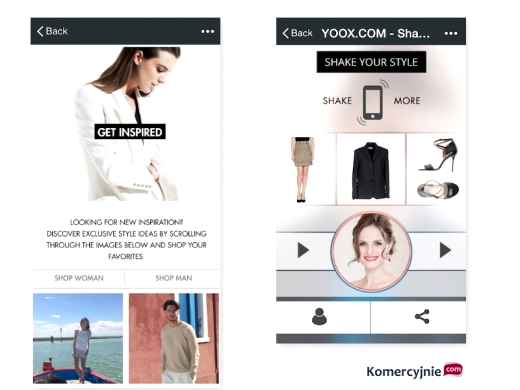 Back
GET INSPIRED
LOOKING FOR NEW INSPIRATION?
DISCOVER EXCLUSIVE STYLE IDEAS BY SCROLLING
THROUGH THE IMAGES BELOW AND SHOP YOUR
FAVORITES.
SHOP WOMAN
SHOP MAN
Back
YOOX.COM - Sha...
SHAKE YOUR STYLE
SHAKE
MORE
Komercyjnie.com